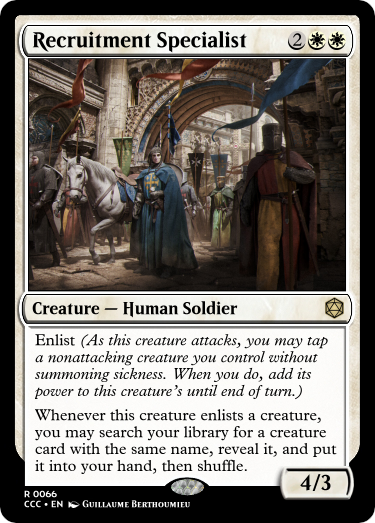 Recruitment Specialist 2
Creature — Human Soldier
Enlist (As this creature attacks, you may tap
a nonattacking creature you control without
summoning sickness. When you do, add its
power to this creature's until end of turn.)
Whenever this creature enlists a creature,
you may search your library for a creature
card with the same name, reveal it, and put
it into your hand, then shuffle.
4/3
R 0066
CCC • EN Guillaume Berthoumieu